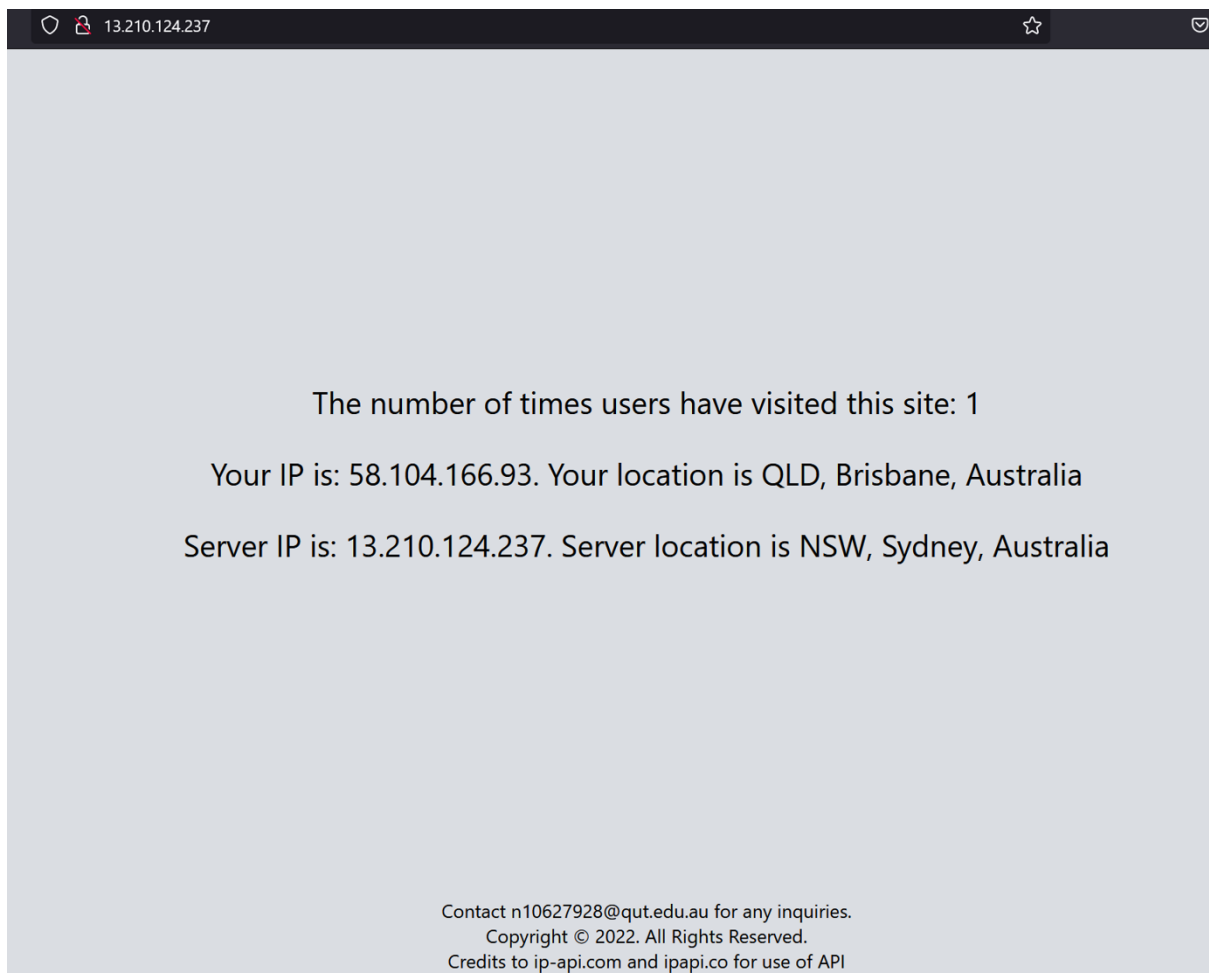 13.210.124.237
The number of times users have visited this site: 1
Your IP is: 58.104.166.93. Your location is QLD, Brisbane, Australia
Server IP is: 13.210.124.237. Server location is NSW, Sydney, Australia
Contact n10627928@qut.edu.au for any inquiries.
Copyright © 2022. All Rights Reserved.
Credits to ip-api.com and ipapi.co for use of API